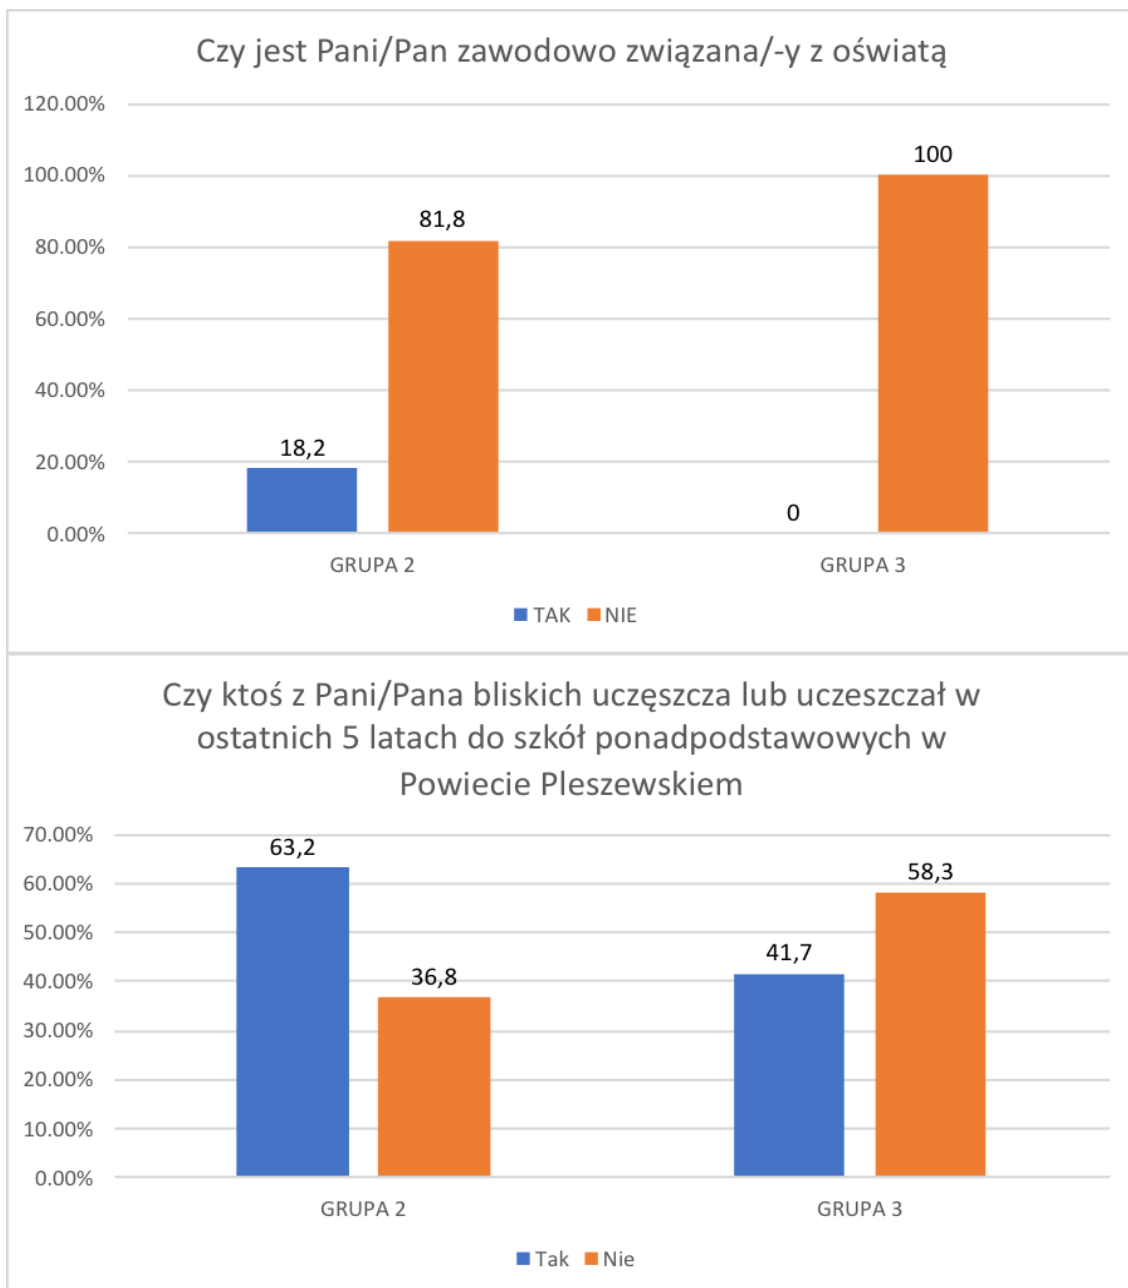 Czy jest Pani/Pan zawodowo związana/-y z oświatą
120.00%
100.00%
80.00%
60.00%
40.00%
20.00%
0.00%
18,2
81,8
0
100
GRUPA 2
GRUPA 3
TAK NIE
Czy ktoś z Pani/Pana bliskich uczęszcza lub uczeszczał w
ostatnich 5 latach do szkół ponadpodstawowych w
Powiecie Pleszewskiem
70.00%
60.00%
50.00%
40.00%
30.00%
20.00%
10.00%
0.00%
63,2
36,8
41,7
58,3
GRUPA 2
GRUPA 3
Tak Nie